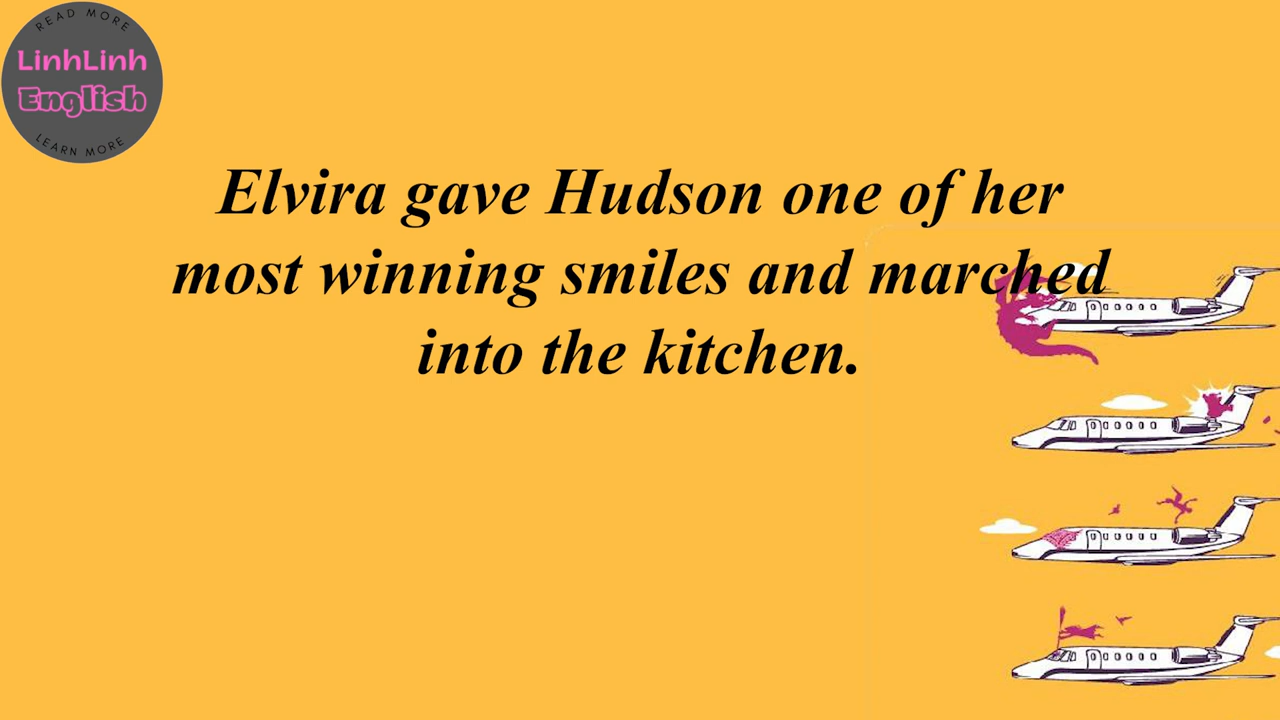 READ MORE
LinhLinh
English
LEARN MORE
Elvira gave Hudson one of her
most winning smiles and marched
into the kitchen.